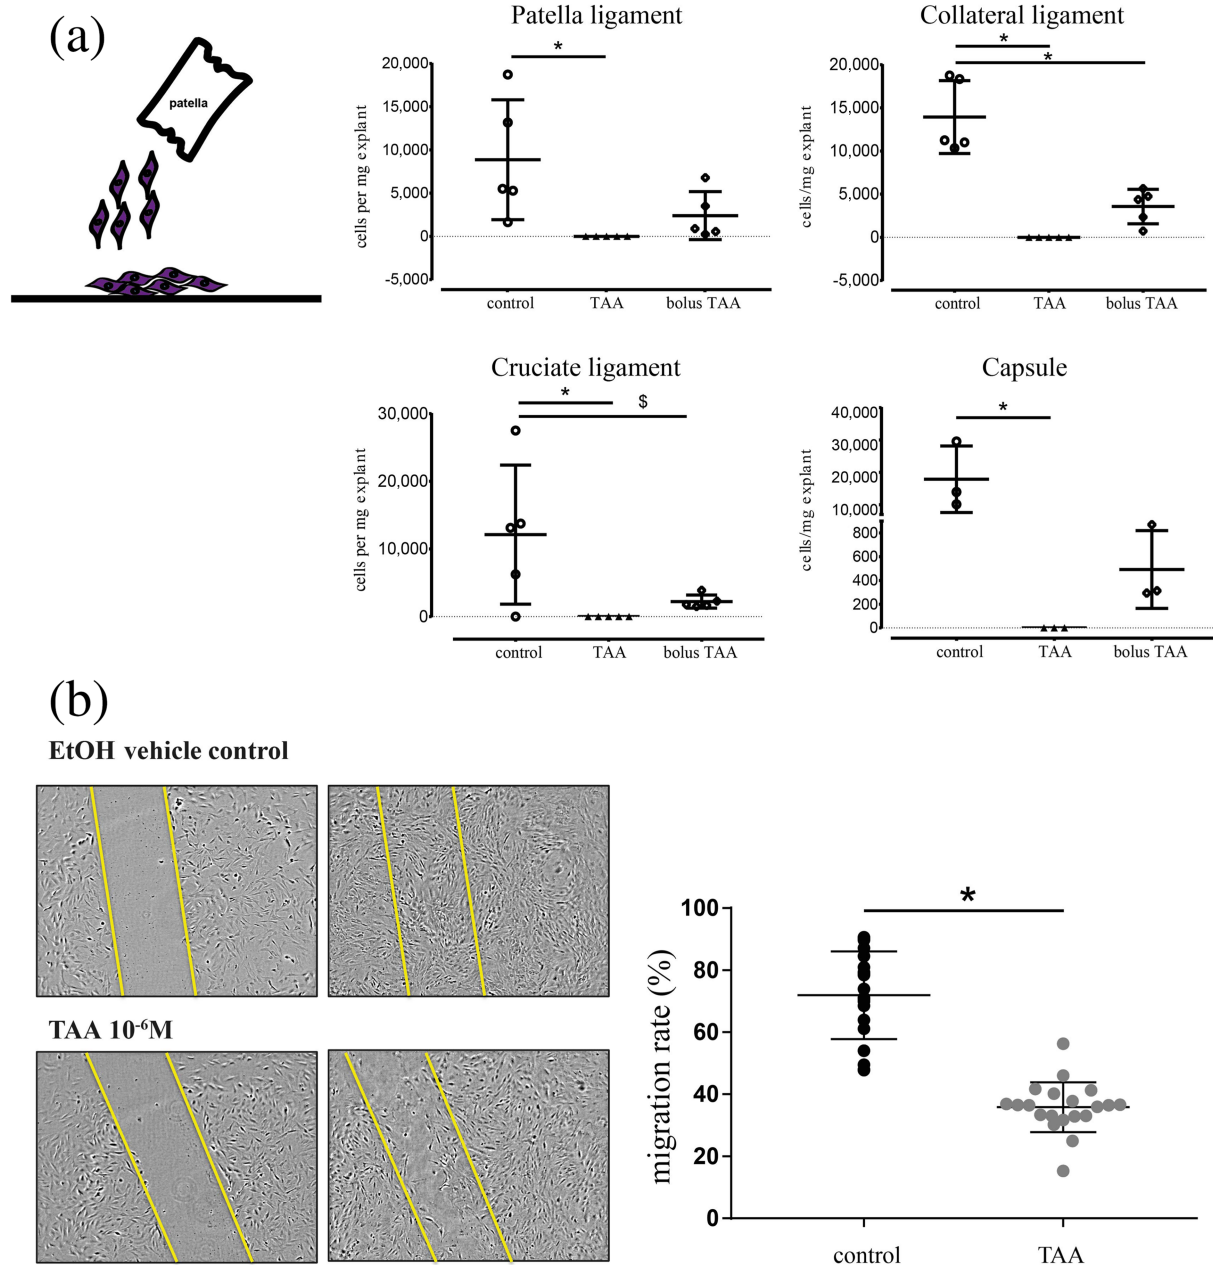 (a)
patella
Patella ligament
*
cells per mg explant
20,000
15,000
10,000
5,000
0
-5,000
control TAA bolus TAA
Collateral ligament
*
*
cells/mg explant
20,000
15,000
10,000
5,000
0
-5,000
control TAA bolus TAA
Cruciate ligament
* $
cells per mg explant
30,000
20,000
10,000
0
control TAA bolus TAA
Capsule
*
cells/mg explant
40,000
30,000
20,000
10,000
800
600
400
200
0
control TAA bolus TAA
(b)
EtOH vehicle control
TAA 10⁻⁶M
*
migration rate (%)
100
80
60
40
20
0
control TAA